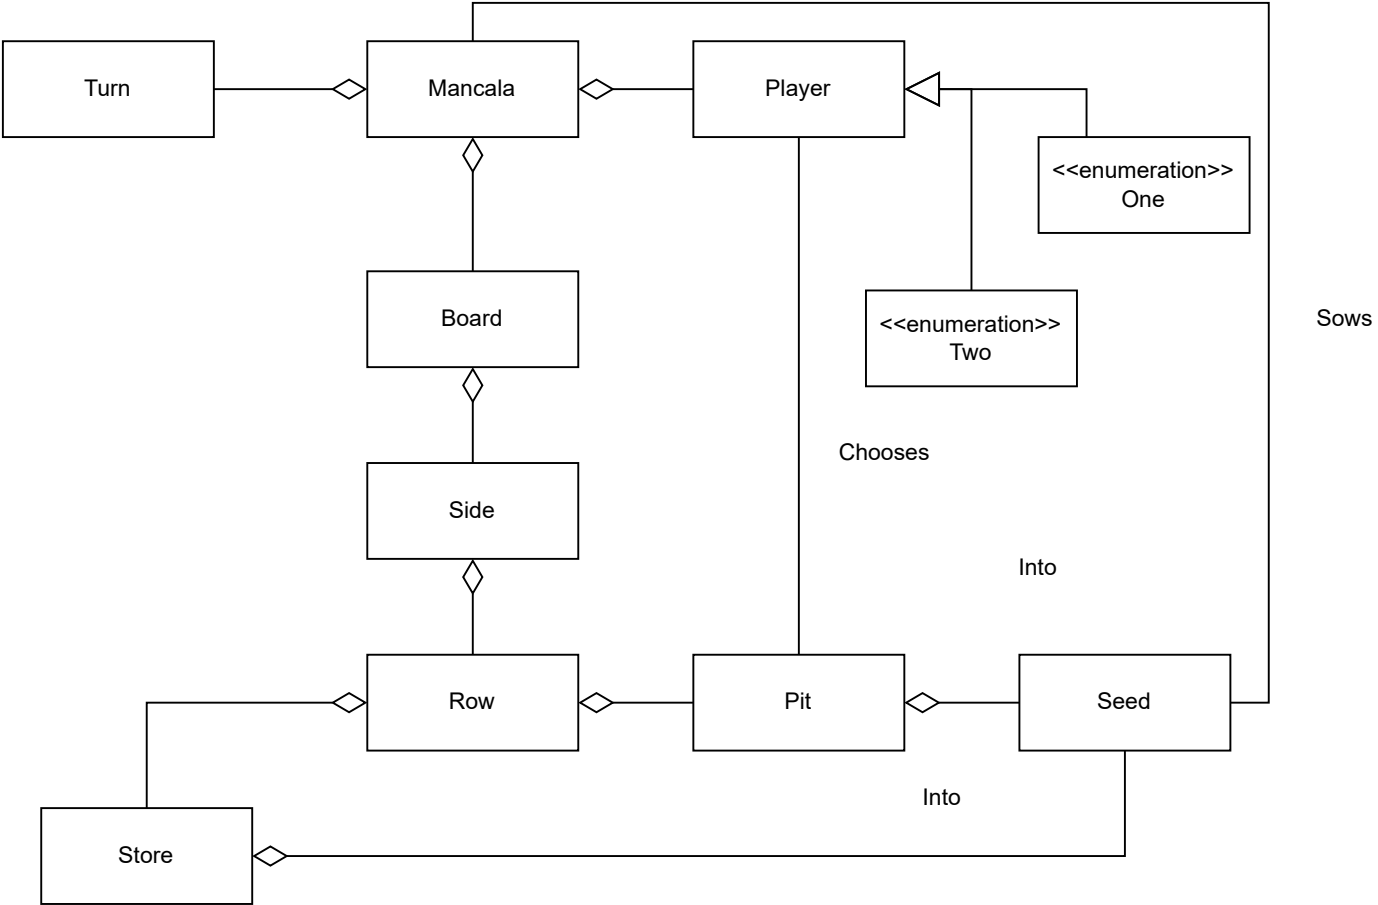 Turn
Mancala
Player
<<enumeration>>
One
Board
<<enumeration>>
Two
Sows
Chooses
Side
Into
Row
Pit
Seed
Into
Store